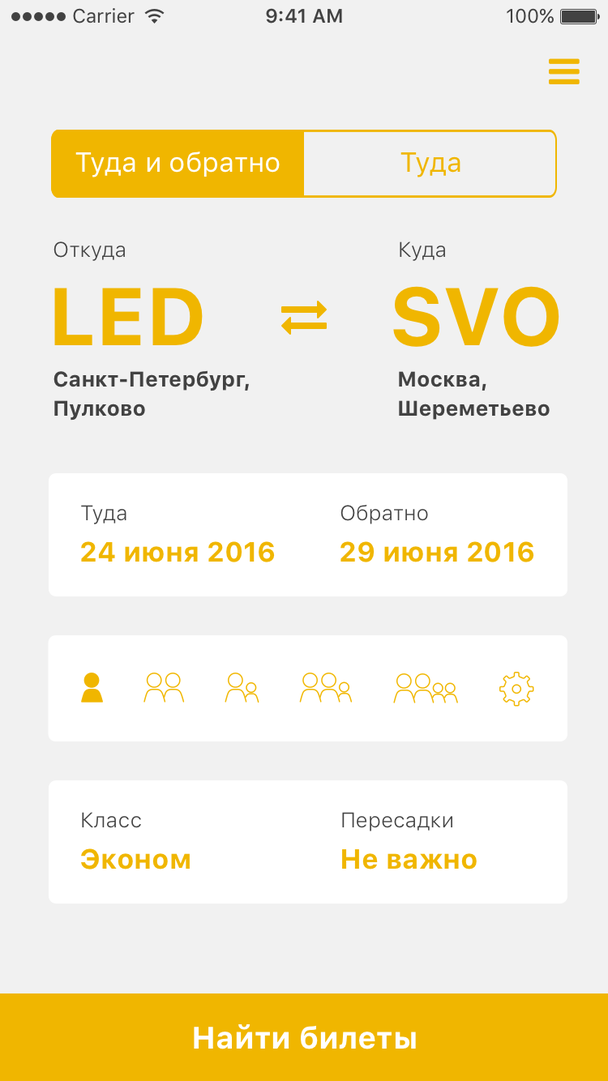 Carrier 9:41 AM 100%
Туда и обратно Туда
Откуда Куда
LED SVO
Санкт-Петербург, Москва,
Пулково Шереметьево
Туда Обратно
24 июня 2016 29 июня 2016
Класс Пересадки
Эконом Не важно
Найти билеты